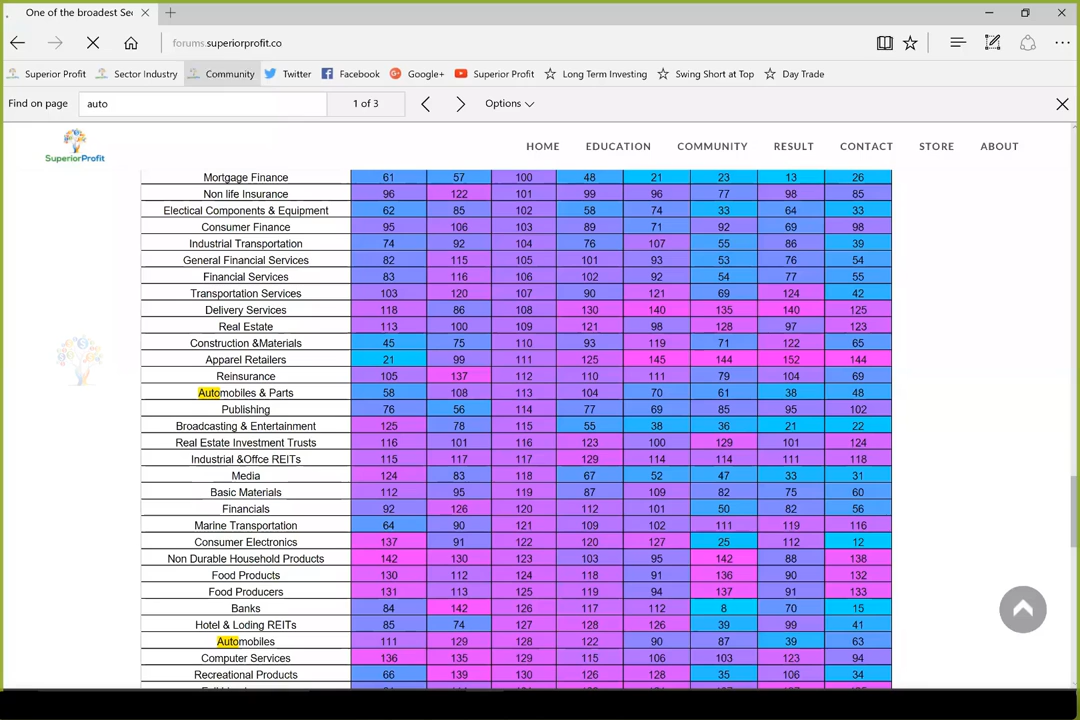 One of the broadest Sec
forums.superiorprofit.co
Superior Profit Sector Industry Community Twitter Facebook Google+ Superior Profit Long Term Investing Swing Short at Top Day Trade
Find on page auto 1 of 3 Options
SuperiorProfit
HOME EDUCATION COMMUNITY RESULT CONTACT STORE ABOUT
Mortgage Finance 61 57 100 48 21 23 13 26
Non life Insurance 96 122 101 99 96 77 98 85
Electical Components & Equipment 62 85 102 58 74 33 64 33
Consumer Finance 95 106 103 89 71 92 69 98
Industrial Transportation 74 92 104 76 107 55 86 39
General Financial Services 82 115 105 101 93 53 76 54
Financial Services 83 116 106 102 92 54 77 55
Transportation Services 103 120 107 90 121 69 124 42
Delivery Services 118 86 108 130 140 135 140 125
Real Estate 113 100 109 121 98 128 97 123
Construction &Materials 45 75 110 93 119 71 122 65
Apparel Retailers 21 99 111 125 145 144 152 144
Reinsurance 105 137 112 110 111 79 104 69
Automobiles & Parts 58 108 113 104 70 61 38 48
Publishing 76 56 114 77 69 85 95 102
Broadcasting & Entertainment 125 78 115 55 38 36 21 22
Real Estate Investment Trusts 116 101 116 123 100 129 101 124
Industrial &Offce REITs 115 117 117 129 114 114 111 118
Media 124 83 118 67 52 47 33 31
Basic Materials 112 95 119 87 109 82 75 60
Financials 92 126 120 112 101 50 82 56
Marine Transportation 64 90 121 109 102 111 119 116
Consumer Electronics 137 91 122 120 127 25 112 12
Non Durable Household Products 142 130 123 103 95 142 88 138
Food Products 130 112 124 118 91 136 90 132
Food Producers 131 113 125 119 94 137 91 133
Banks 84 142 126 117 112 8 70 15
Hotel & Loding REITs 85 74 127 128 126 39 99 41
Automobiles 111 129 128 122 90 87 39 63
Computer Services 136 135 129 115 106 103 123 94
Recreational Products 66 139 130 126 128 35 106 34